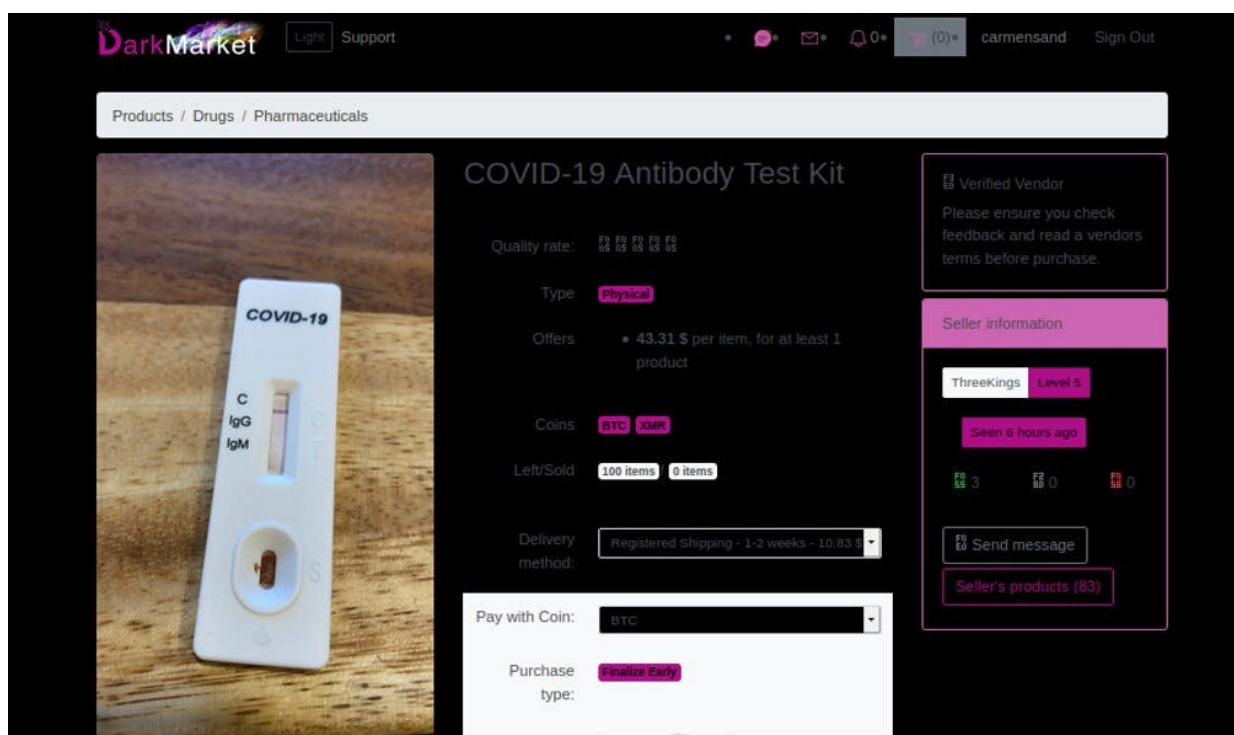 DarkMarket Light Support 0 (0) carmensand Sign Out
Products / Drugs / Pharmaceuticals
COVID-19
C
IgG
IgM
C
T
S
COVID-19 Antibody Test Kit
Quality rate:
Type Physical
Offers • 43.31 $ per item, for at least 1
product
Coins BTC XMR
Left/Sold 100 items / 0 items
Delivery Registered Shipping - 1-2 weeks - 10.83 $
method:
Pay with Coin: BTC
Purchase Finalize Early
type:
Verified Vendor
Please ensure you check
feedback and read a vendors
terms before purchase.
Seller information
ThreeKings Level 5
Seen 6 hours ago
3 0 0
Send message
Seller's products (83)